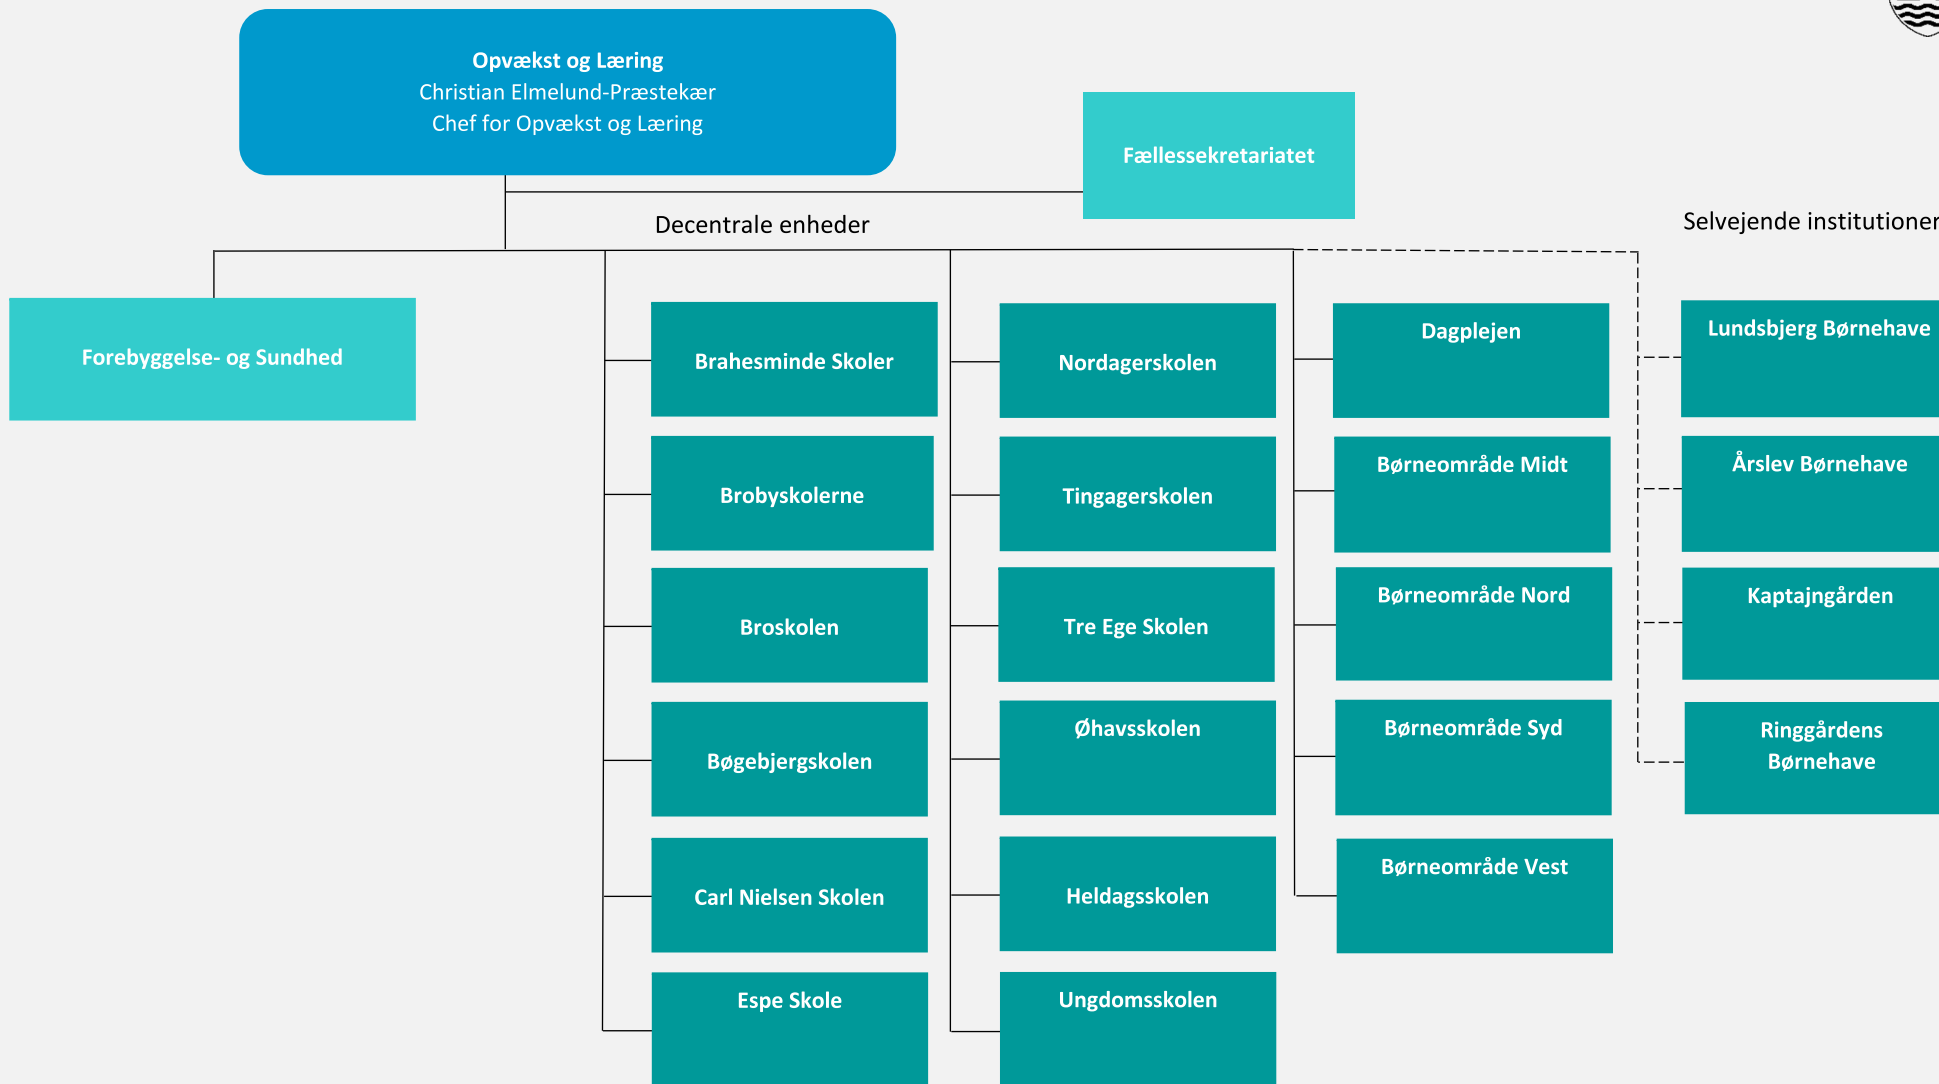 Opvækst og Læring
Christian Elmelund-Præstekær
Chef for Opvækst og Læring
Fællessekretariatet
Decentrale enheder
Selvejende institutioner
Forebyggelse- og Sundhed
Brahesminde Skoler
Brobyskolerne
Broskolen
Bøgebjergskolen
Carl Nielsen Skolen
Espe Skole
Nordagerskolen
Tingagerskolen
Tre Ege Skolen
Øhavsskolen
Heldagsskolen
Ungdomsskolen
Dagplejen
Børneområde Midt
Børneområde Nord
Børneområde Syd
Børneområde Vest
Lundsbjerg Børnehave
Årslev Børnehave
Kaptajngården
Ringgårdens
Børnehave